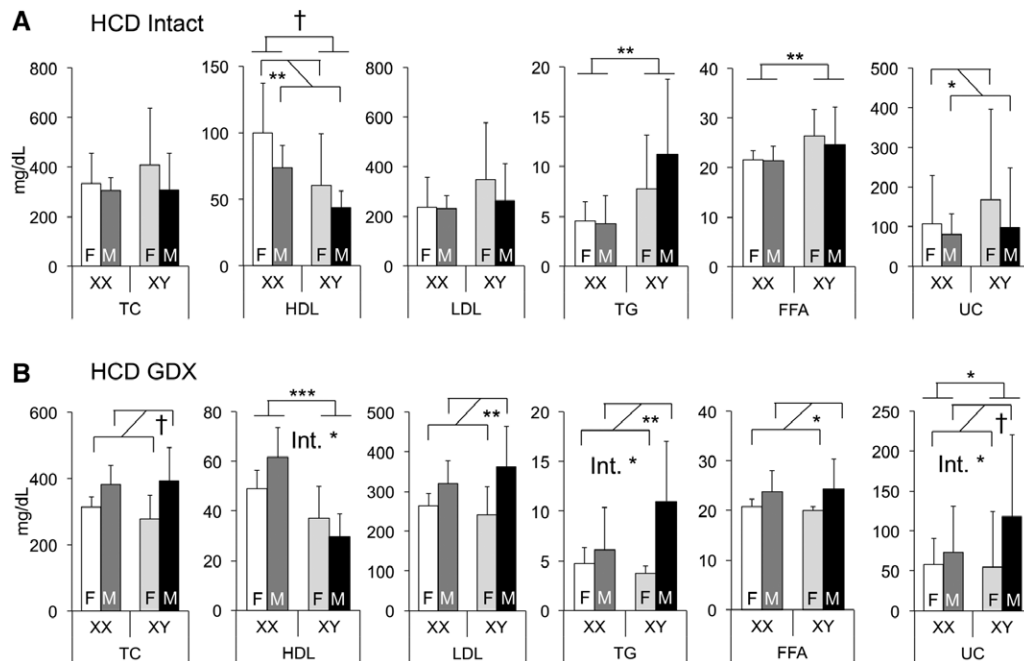 A HCD Intact
†
** ** **
*
mg/dL
800 150 800 20 40 500
600 100 600 15 30 400
400 50 400 10 20 300
200 0 200 5 10 200
0 0 0 0 100
0
F M F M F M F M F M F M F M F M F M F M F M F M
XX XY XX XY XX XY XX XY XX XY XX XY
TC HDL LDL TG FFA UC
B HCD GDX
*** *
† ** ** * †
Int. * Int. * Int. *
mg/dL
600 80 500 20 40 250
400 60 400 15 30 200
200 40 300 10 20 150
0 20 200 5 10 100
0 100 0 0 50
0 0
F M F M F M F M F M F M F M F M F M F M F M F M
XX XY XX XY XX XY XX XY XX XY XX XY
TC HDL LDL TG FFA UC